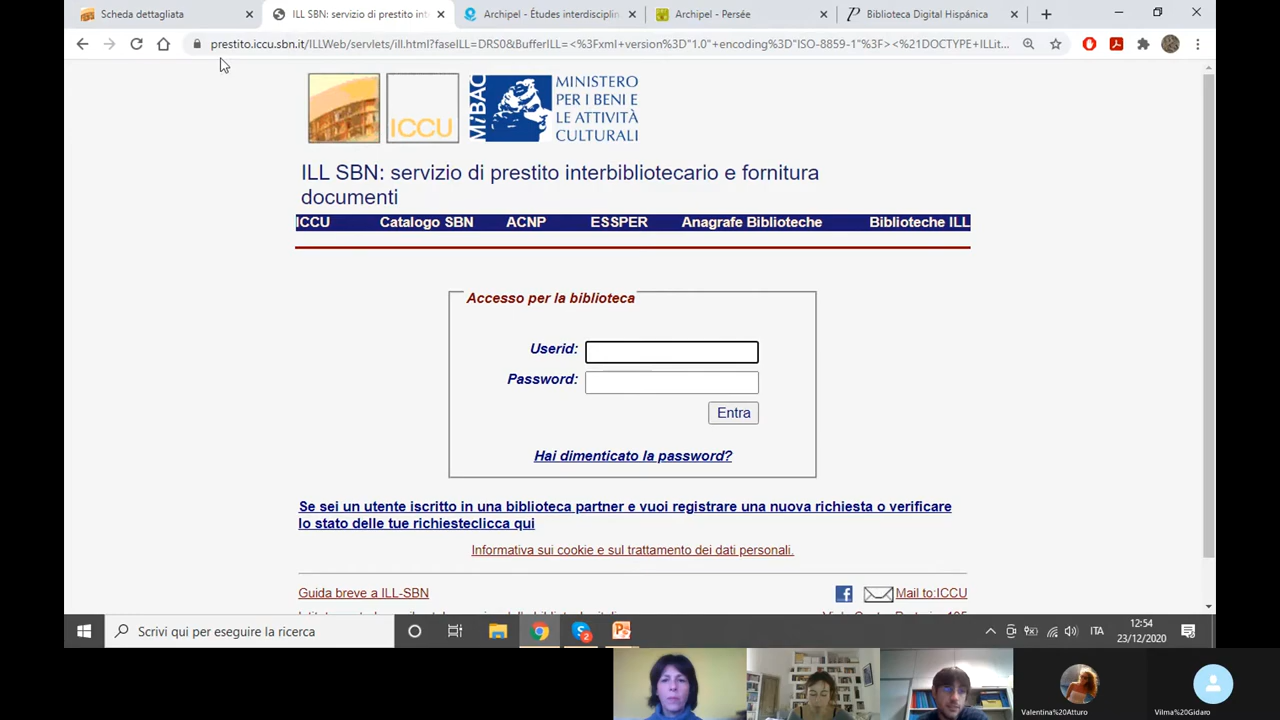 Scheda dettagliata
ILL SBN: servizio di prestito int
Archipel - Études interdisciplin
Archipel - Persée
Biblioteca Digital Hispánica
prestito.iccu.sbn.it/ILLWeb/servlets/ill.html?faseILL=DRS0&BufferILL=<%3Fxml+version%3D"1.0"+encoding%3D"ISO-8859-1"%3F><%21DOCTYPE+ILLit...
ICCU
MiBAC
MINISTERO
PER I BENI E
LE ATTIVITÀ
CULTURALI
ILL SBN: servizio di prestito interbibliotecario e fornitura
documenti
ICCU Catalogo SBN ACNP ESSPER Anagrafe Biblioteche Biblioteche ILL
Accesso per la biblioteca
Userid:
Password:
Entra
Hai dimenticato la password?
Se sei un utente iscritto in una biblioteca partner e vuoi registrare una nuova richiesta o verificare
lo stato delle tue richiesteclicca qui
Informativa sui cookie e sul trattamento dei dati personali.
Guida breve a ILL-SBN Mail to:ICCU
Scrivi qui per eseguire la ricerca
ITA
12:54
23/12/2020
Valentina%20Atturo
Vilma%20Gidaro